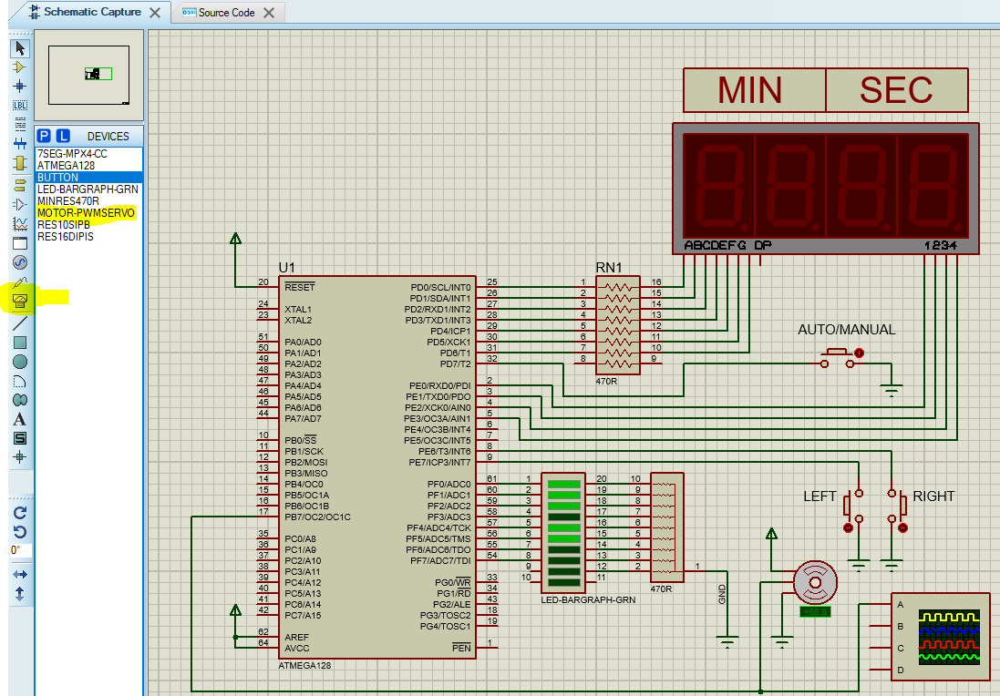 Schematic Capture
Source Code
P L DEVICES
7SEG-MPX4-CC
ATMEGA128
BUTTON
LED-BARGRAPH-GRN
MINRES470R
MOTOR-PWMSERVO
RES10SIPB
RES16DIPIS
LBL
A
S
0°
MIN SEC
ABCDEFG DP 1234
U1
20 RESET PD0/SCL/INT0 25
PD1/SDA/INT1 26
24 XTAL1 PD2/RXD1/INT2 27
23 XTAL2 PD3/TXD1/INT3 28
PD4/ICP1 29
51 PA0/AD0 PD5/XCK1 30
50 PA1/AD1 PD6/T1 31
49 PA2/AD2 PD7/T2 32
48 PA3/AD3
47 PA4/AD4 PE0/RXD0/PDI 2
46 PA5/AD5 PE1/TXD0/PDO 3
45 PA6/AD6 PE2/XCK0/AIN0 4
44 PA7/AD7 PE3/OC3A/AIN1 5
PE4/OC3B/INT4 6
10 PB0/SS PE5/OC3C/INT5 7
11 PB1/SCK PE6/T3/INT6 8
12 PB2/MOSI PE7/ICP3/INT7 9
13 PB3/MISO
14 PB4/OC0 PF0/ADC0 61
15 PB5/OC1A PF1/ADC1 60
16 PB6/OC1B PF2/ADC2 59
17 PB7/OC2/OC1C PF3/ADC3 58
PF4/ADC4/TCK 57
35 PC0/A8 PF5/ADC5/TMS 56
36 PC1/A9 PF6/ADC6/TDO 55
37 PC2/A10 PF7/ADC7/TDI 54
38 PC3/A11
39 PC4/A12 PG0/WR 33
40 PC5/A13 PG1/RD 34
41 PC6/A14 PG2/ALE 43
42 PC7/A15 PG3/TOSC2 18
PG4/TOSC1 19
62 AREF
64 AVCC PEN 1
ATMEGA128
RN1
1 16
2 15
3 14
4 13
5 12
6 11
7 10
8 9
470R
AUTO/MANUAL
LEFT RIGHT
1 20 10
2 19 9
3 18 8
4 17 7
5 16 6
6 15 5
7 14 4
8 13 3
9 12 2
10 11
1
470R
LED-BARGRAPH-GRN
GND
+88.8
A
B
C
D